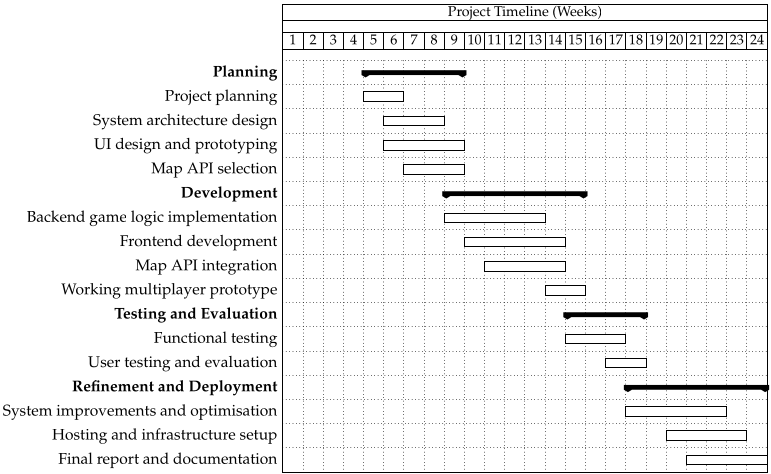 Project Timeline (Weeks)
1 2 3 4 5 6 7 8 9 10 11 12 13 14 15 16 17 18 19 20 21 22 23 24
Planning
Project planning
System architecture design
UI design and prototyping
Map API selection
Development
Backend game logic implementation
Frontend development
Map API integration
Working multiplayer prototype
Testing and Evaluation
Functional testing
User testing and evaluation
Refinement and Deployment
System improvements and optimisation
Hosting and infrastructure setup
Final report and documentation